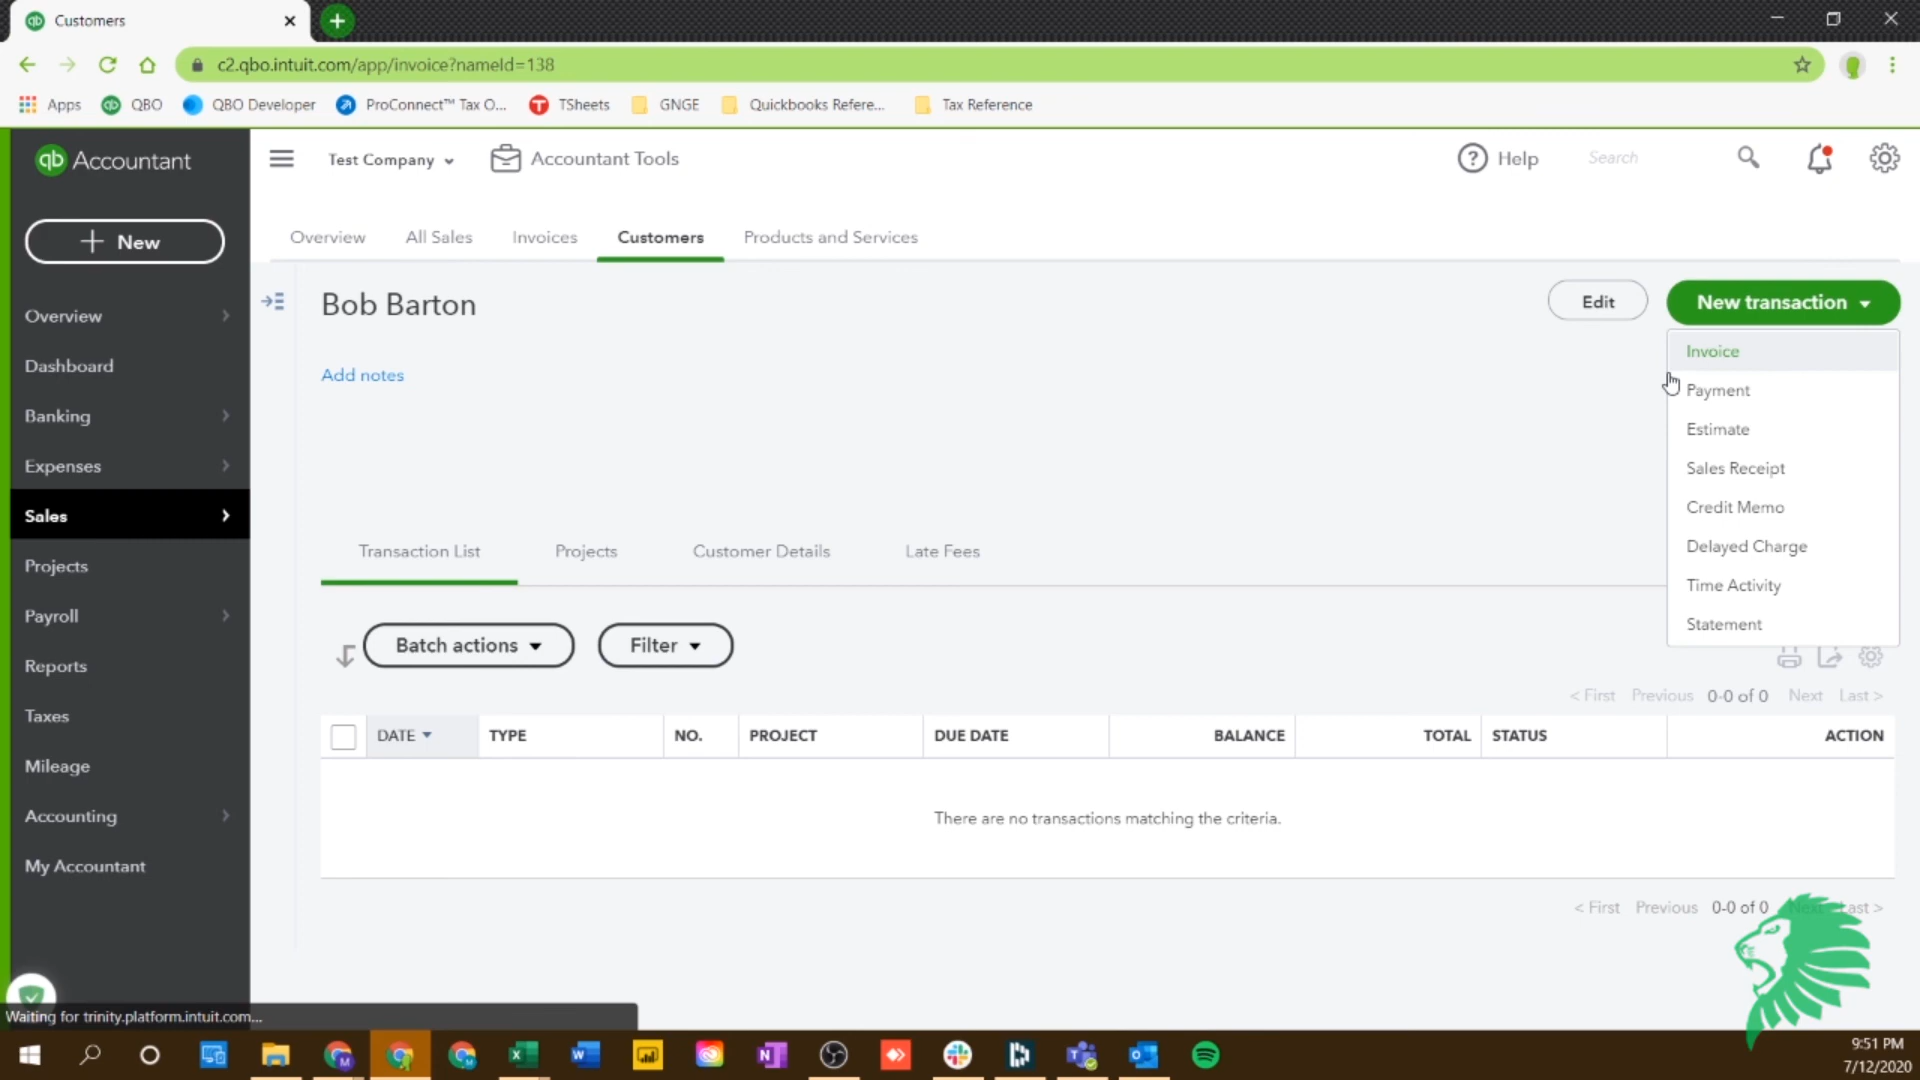 Customers
c2.qbo.intuit.com/app/invoice?nameId=138
Apps QBO QBO Developer ProConnect™ Tax O... TSheets GNGE Quickbooks Refere... Tax Reference
qb Accountant
Test Company
Accountant Tools
? Help
Search
+ New
Overview
Dashboard
Banking
Expenses
Sales
Projects
Payroll
Reports
Taxes
Mileage
Accounting
My Accountant
Overview All Sales Invoices Customers Products and Services
Bob Barton
Edit
New transaction
Add notes
Invoice
Payment
Estimate
Sales Receipt
Credit Memo
Delayed Charge
Time Activity
Statement
Transaction List Projects Customer Details Late Fees
Batch actions
Filter
< First Previous 0-0 of 0 Next Last >
DATE TYPE NO. PROJECT DUE DATE BALANCE TOTAL STATUS ACTION
There are no transactions matching the criteria.
< First Previous 0-0 of 0 Next Last >
Waiting for trinity.platform.intuit.com...
9:51 PM
7/12/2020